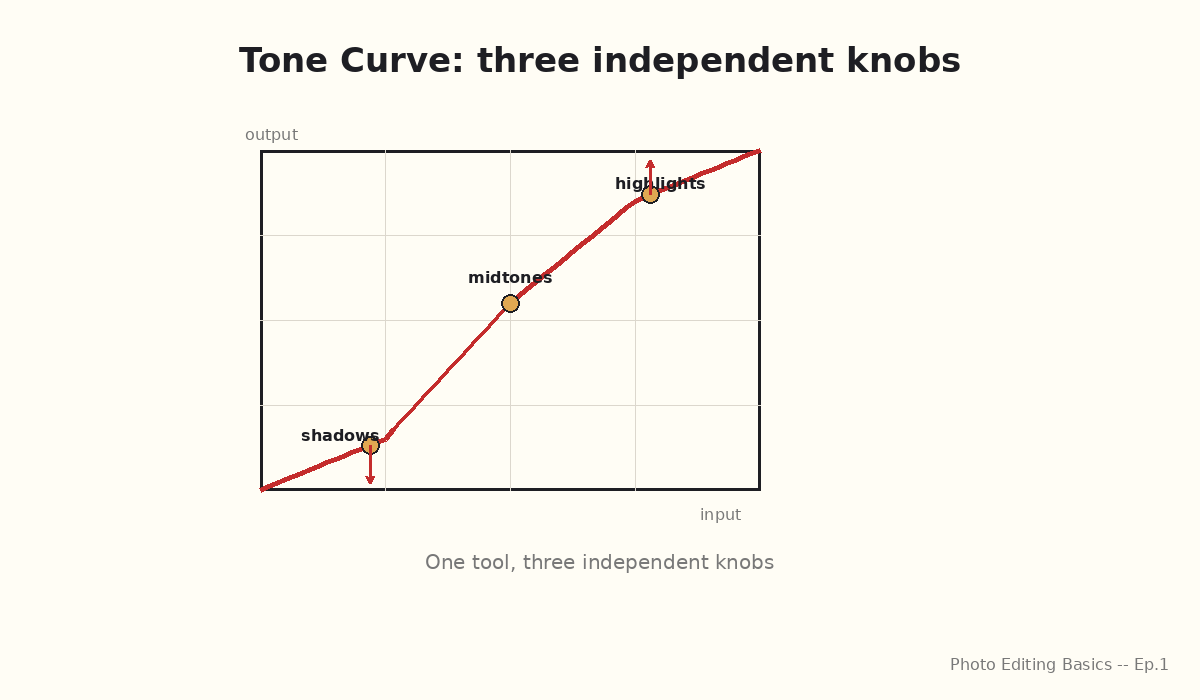 Tone Curve: three independent knobs
output
highlights
midtones
shadows
input
One tool, three independent knobs
Photo Editing Basics -- Ep.1